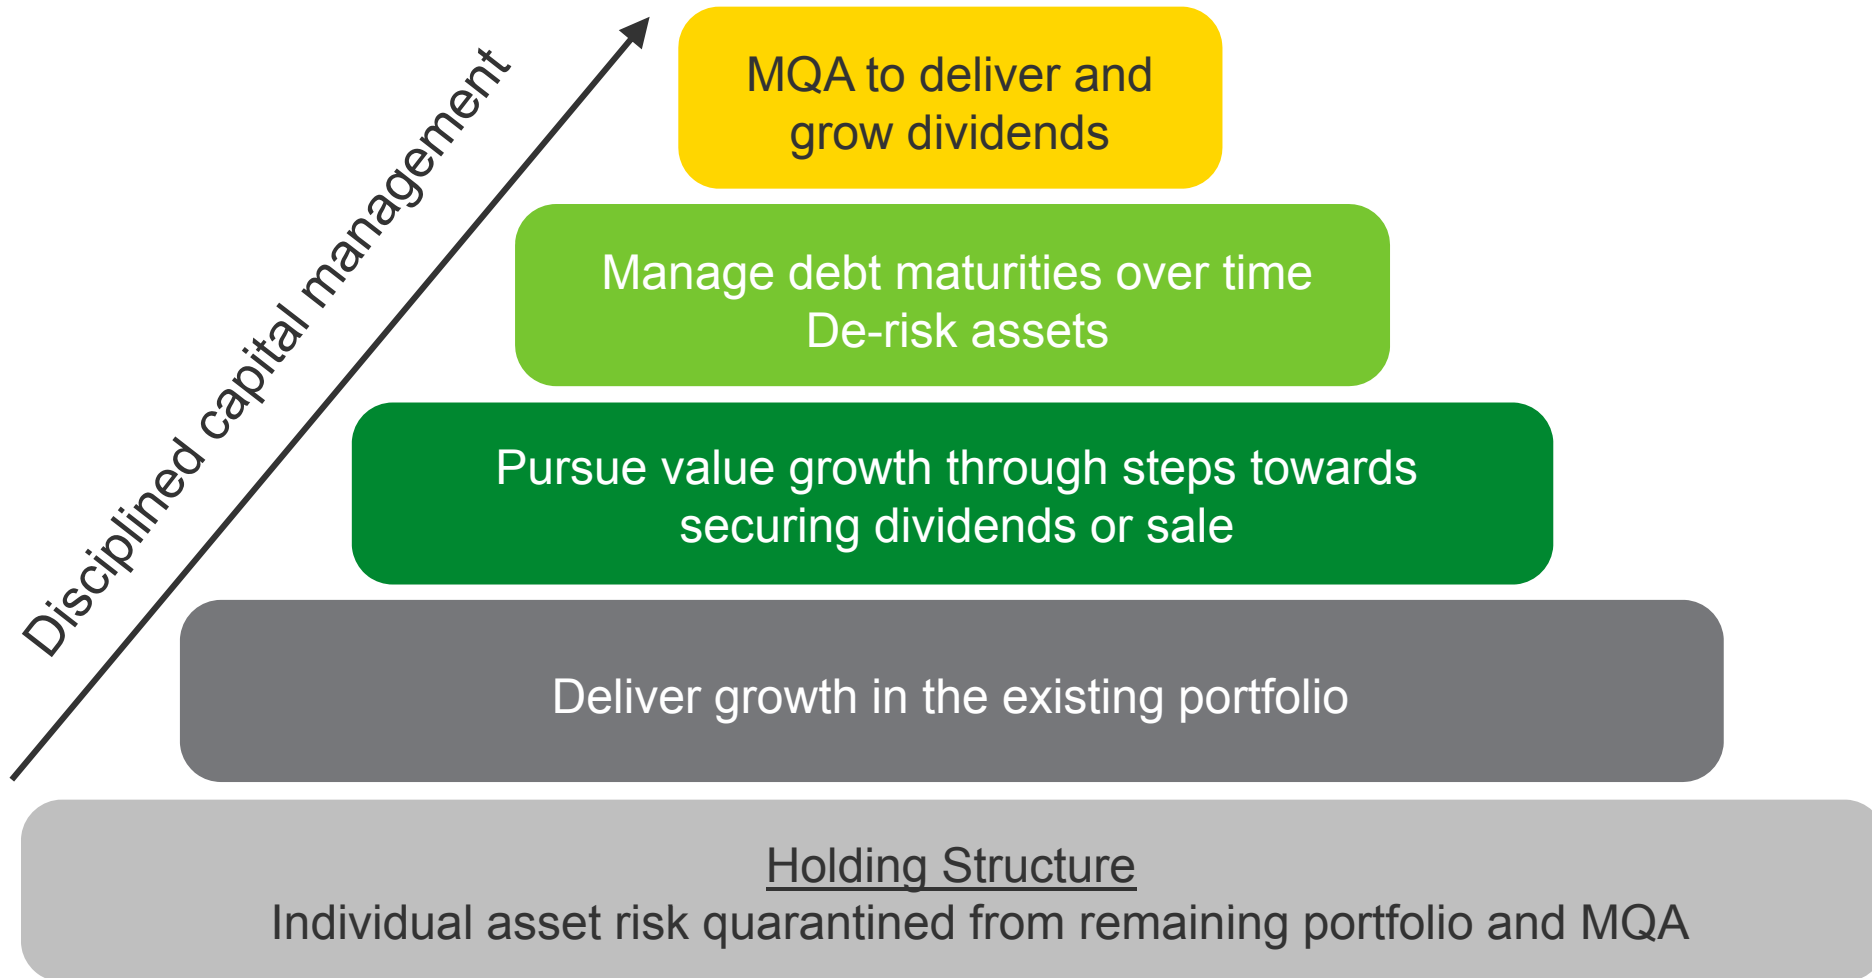 Disciplined capital management
MQA to deliver and
grow dividends
Manage debt maturities over time
De-risk assets
Pursue value growth through steps towards
securing dividends or sale
Deliver growth in the existing portfolio
Holding Structure
Individual asset risk quarantined from remaining portfolio and MQA